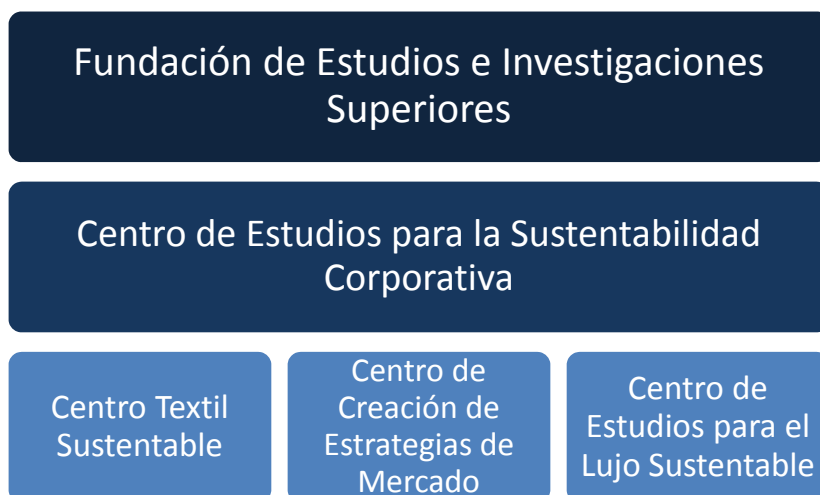 Fundación de Estudios e Investigaciones
Superiores
Centro de Estudios para la Sustentabilidad
Corporativa
Centro Textil
Sustentable
Centro de
Creación de
Estrategias de
Mercado
Centro de
Estudios para el
Lujo Sustentable